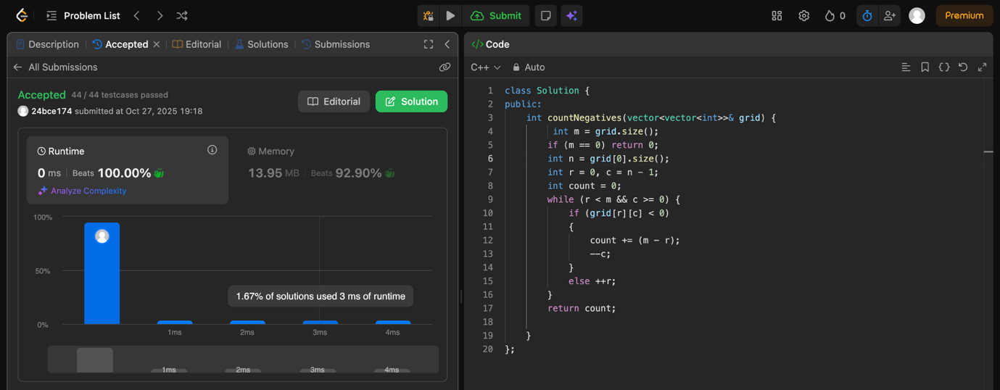 Problem List
Submit
0
Premium
Description
Accepted
Editorial
Solutions
Submissions
All Submissions
Accepted 44 / 44 testcases passed
24bce174 submitted at Oct 27, 2025 19:18
Editorial
Solution
Runtime
0 ms | Beats 100.00%
Analyze Complexity
Memory
13.95 MB | Beats 92.90%
100%
50%
0%
1.67% of solutions used 3 ms of runtime
1ms 2ms 3ms 4ms
1ms 2ms 3ms 4ms
</> Code
C++ Auto
1 class Solution {
2 public:
3     int countNegatives(vector<vector<int>>& grid) {
4          int m = grid.size();
5         if (m == 0) return 0;
6         int n = grid[0].size();
7         int r = 0, c = n - 1;
8         int count = 0;
9         while (r < m && c >= 0) {
10             if (grid[r][c] < 0)
11             {
12                 count += (m - r);
13                 --c;
14             }
15             else ++r;
16         }
17         return count;
18
19     }
20 };